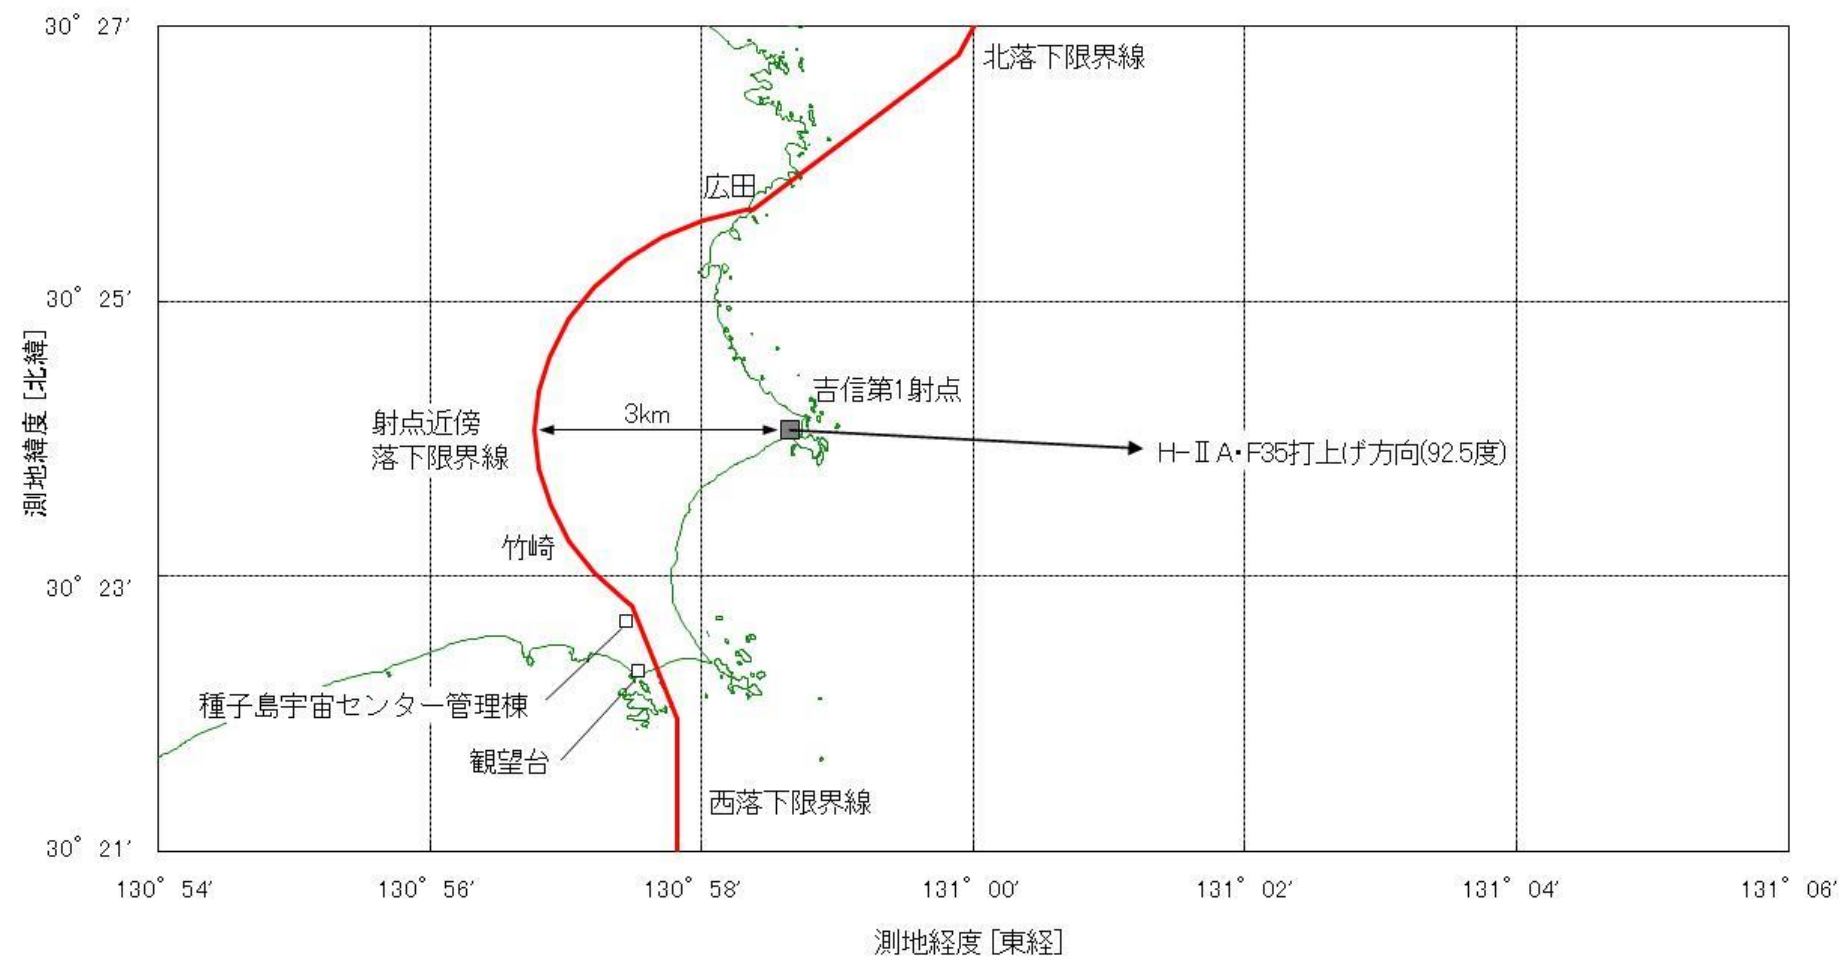 30° 27′
北落下限界線
広田
30° 25′
吉信第1射点
3km
射点近傍
落下限界線
H-ⅡA・F35打上げ方向(92.5度)
竹崎
30° 23′
種子島宇宙センター管理棟
観望台
西落下限界線
30° 21′
測地緯度 [北緯]
130° 54′
130° 56′
130° 58′
131° 00′
131° 02′
131° 04′
131° 06′
測地経度 [東経]